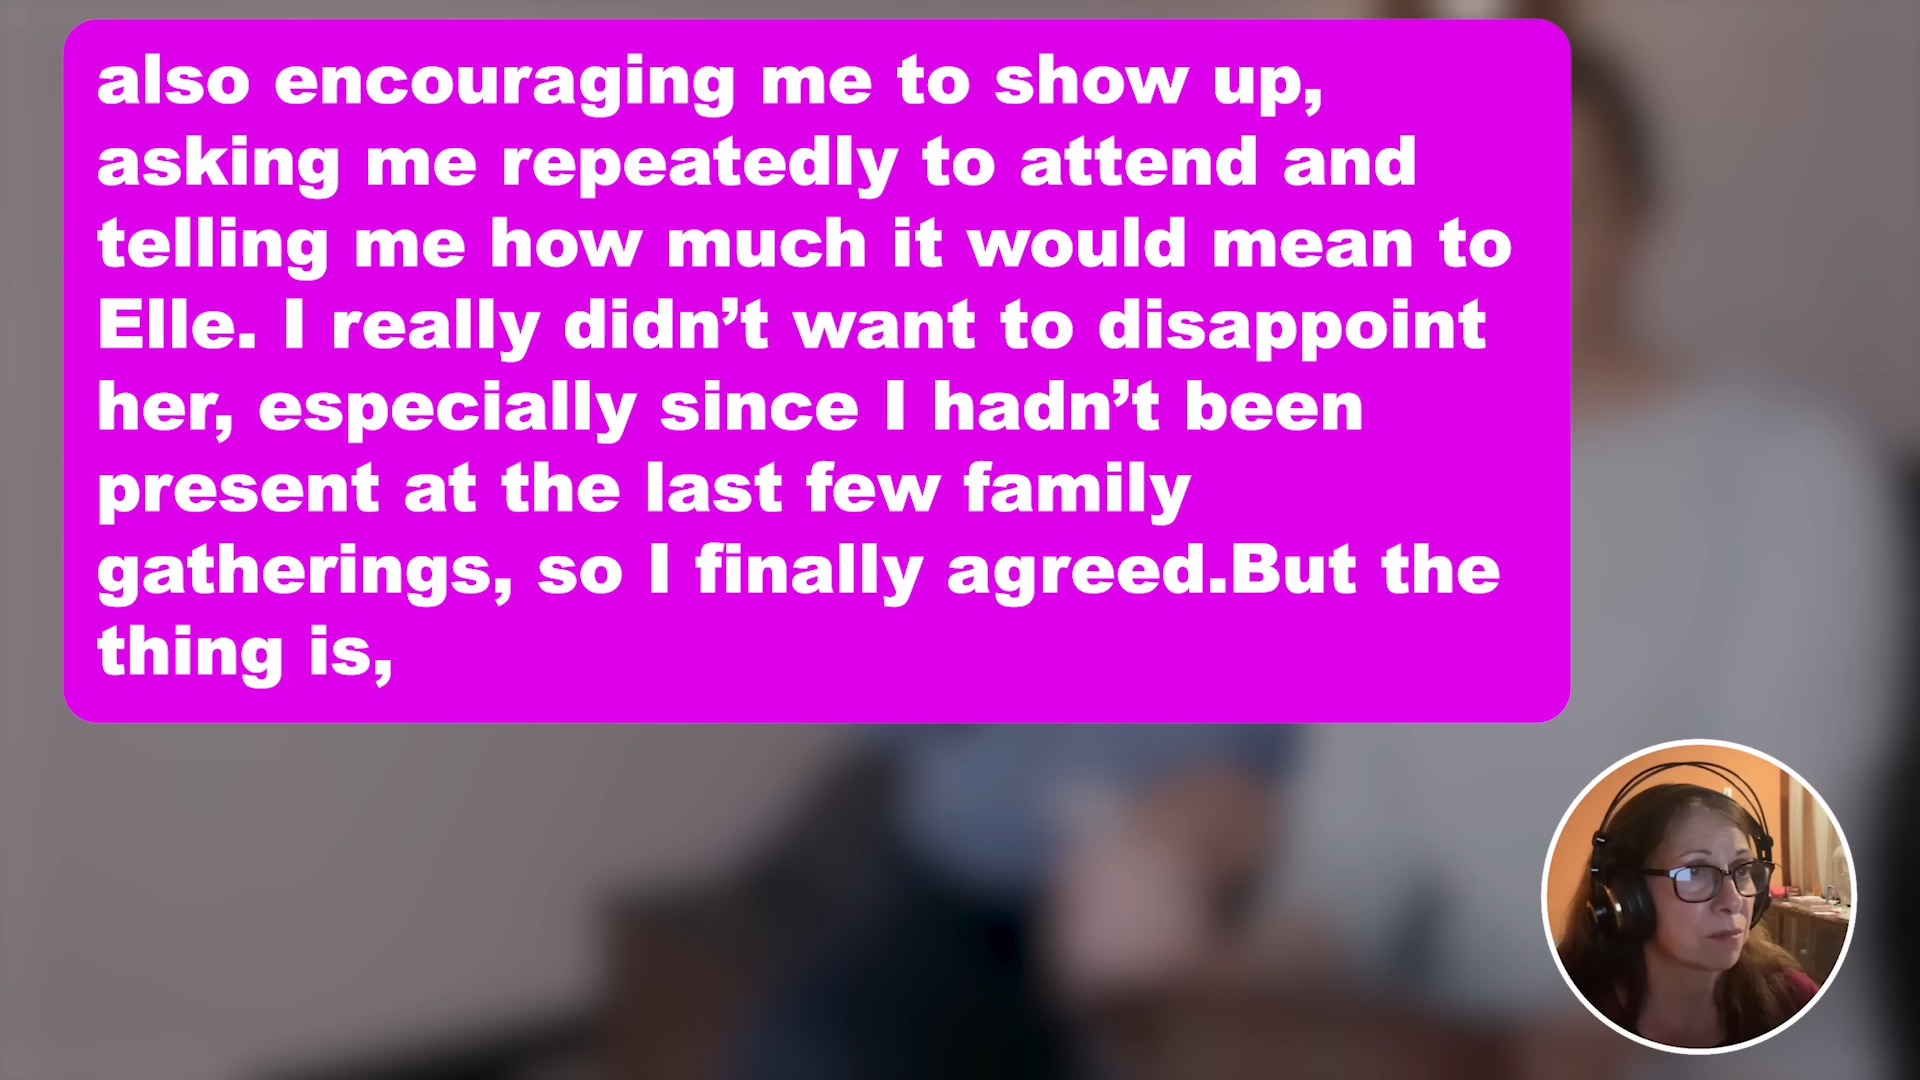 also encouraging me to show up,
asking me repeatedly to attend and
telling me how much it would mean to
Elle. I really didn’t want to disappoint
her, especially since I hadn’t been
present at the last few family
gatherings, so I finally agreed.But the
thing is,